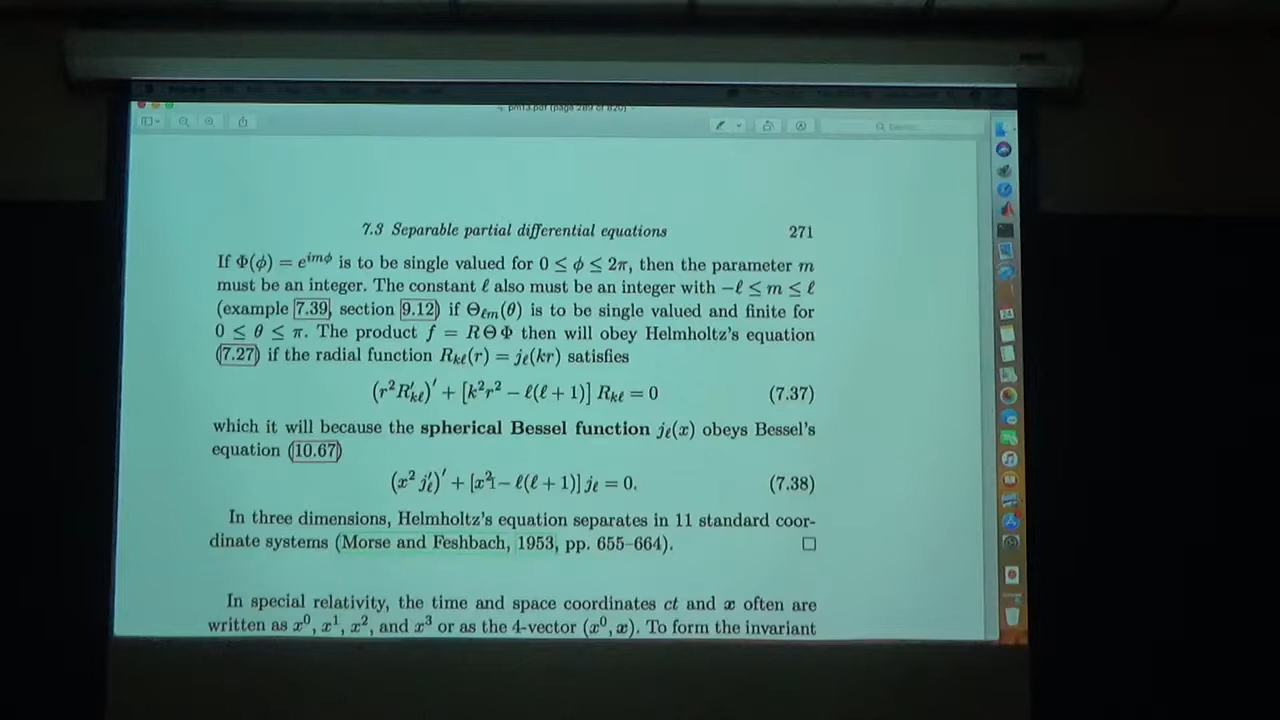 pm13.pdf (page 289 of 820)
7.3 Separable partial differential equations 271
If Φ(ϕ) = e^{imϕ} is to be single valued for 0 ≤ ϕ ≤ 2π, then the parameter m
must be an integer. The constant ℓ also must be an integer with −ℓ ≤ m ≤ ℓ
(example 7.39, section 9.12) if Θ_{ℓm}(θ) is to be single valued and finite for
0 ≤ θ ≤ π. The product f = R Θ Φ then will obey Helmholtz's equation
(7.27) if the radial function R_{kℓ}(r) = j_ℓ(kr) satisfies
(r² R′_{kℓ})′ + [k²r² − ℓ(ℓ + 1)] R_{kℓ} = 0 (7.37)
which it will because the spherical Bessel function j_ℓ(x) obeys Bessel's
equation (10.67)
(x² j′_ℓ)′ + [x² − ℓ(ℓ + 1)] j_ℓ = 0. (7.38)
In three dimensions, Helmholtz's equation separates in 11 standard coor-
dinate systems (Morse and Feshbach, 1953, pp. 655–664). □
In special relativity, the time and space coordinates ct and x often are
written as x⁰, x¹, x², and x³ or as the 4-vector (x⁰, x). To form the invariant